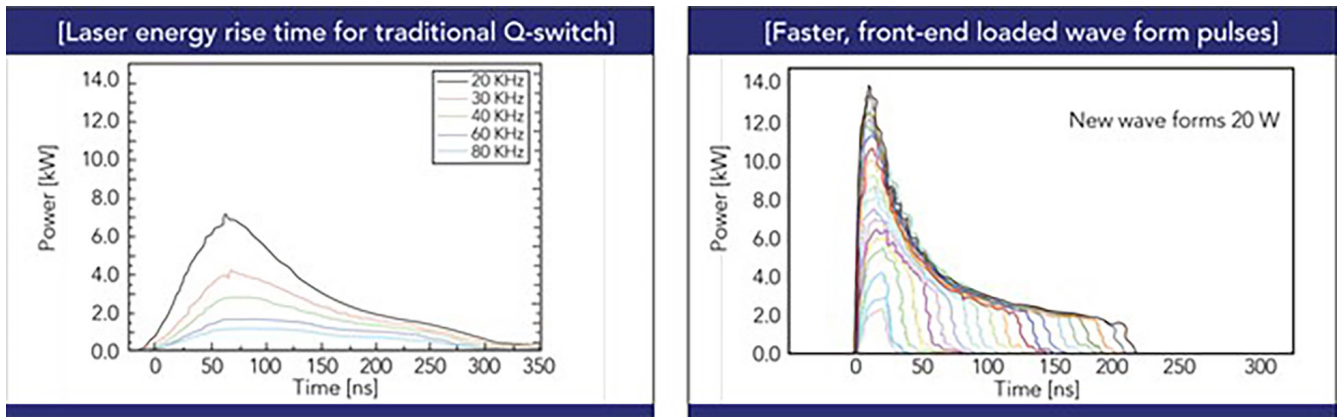 [Laser energy rise time for traditional Q-switch]
14.0
12.0
10.0
8.0
6.0
4.0
2.0
0.0
Power [kW]
20 KHz
30 KHz
40 KHz
60 KHz
80 KHz
0 50 100 150 200 250 300 350
Time [ns]
[Faster, front-end loaded wave form pulses]
14.0
12.0
10.0
8.0
6.0
4.0
2.0
0.0
Power [kW]
New wave forms 20 W
0 50 100 150 200 250 300
Time [ns]